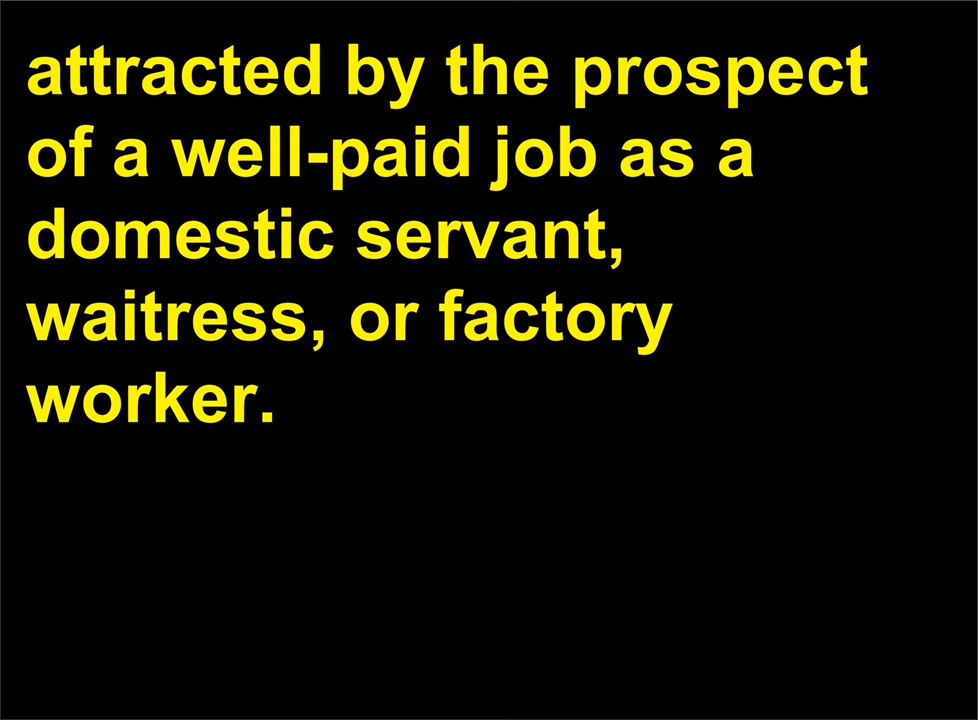 attracted by the prospect
of a well-paid job as a
domestic servant,
waitress, or factory
worker.